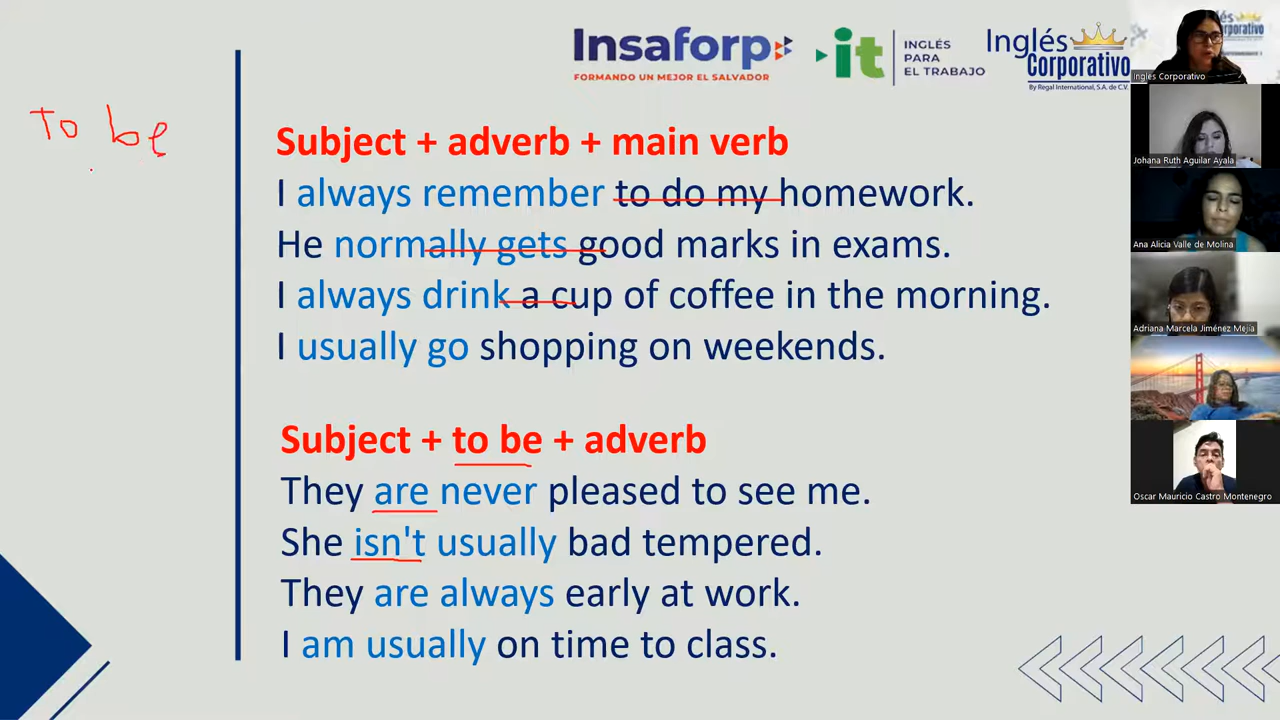 Insaforp
FORMANDO UN MEJOR EL SALVADOR
it
INGLÉS
PARA
EL TRABAJO
Inglés
Corporativo
By Regal International, S.A. de C.V.
To be
Subject + adverb + main verb
I always remember to do my homework.
He normally gets good marks in exams.
I always drink a cup of coffee in the morning.
I usually go shopping on weekends.
Subject + to be + adverb
They are never pleased to see me.
She isn't usually bad tempered.
They are always early at work.
I am usually on time to class.
Inglés Corporativo
Johana Ruth Aguilar Ayala
Ana Alicia Valle de Molina
Adriana Marcela Jiménez Mejía
Oscar Mauricio Castro Montenegro